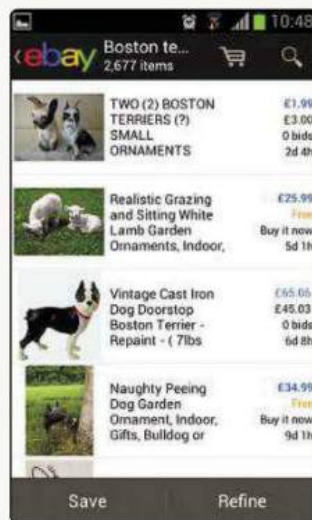 10:48
ebay
Boston te...
2,677 items
TWO (2) BOSTON
TERRIERS (?)
SMALL
ORNAMENTS
£1.99
£3.00
0 bids
2d 4h
Realistic Grazing
and Sitting White
Lamb Garden
Ornaments, Indoor,
£25.99
Free
Buy it now
5d 1h
Vintage Cast Iron
Dog Doorstop
Boston Terrier -
Repaint - ( 7lbs
£65.05
£45.03
0 bids
6d 8h
Naughty Peeing
Dog Garden
Ornament, Indoor,
Gifts, Bulldog or
£34.99
Free
Buy it now
9d 1h
Save
Refine